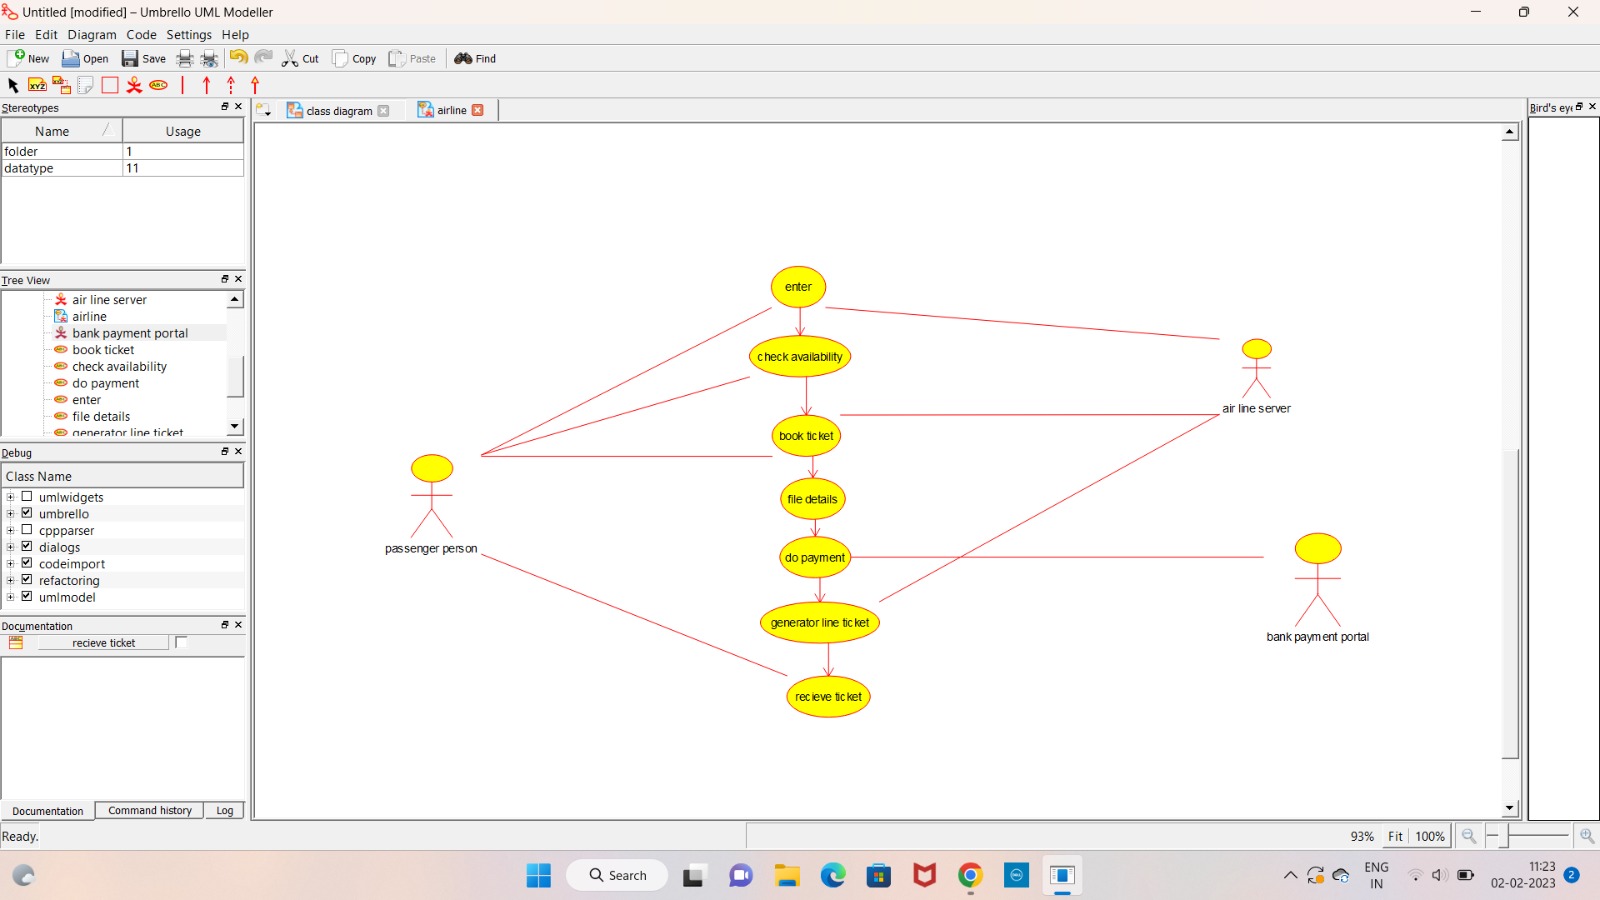 Untitled [modified] – Umbrello UML Modeller
File Edit Diagram Code Settings Help
New Open Save Cut Copy Paste Find
XYZ ABC
Stereotypes
Name Usage
folder 1
datatype 11
Tree View
air line server
airline
bank payment portal
book ticket
check availability
do payment
enter
file details
generator line ticket
Debug
Class Name
umlwidgets
umbrello
cppparser
dialogs
codeimport
refactoring
umlmodel
Documentation
recieve ticket
Documentation Command history Log
Ready.
class diagram airline
enter
check availability
book ticket
file details
do payment
generator line ticket
recieve ticket
passenger person
air line server
bank payment portal
Bird's eye
93% Fit 100%
Search
ENG
IN
11:23
02-02-2023
2